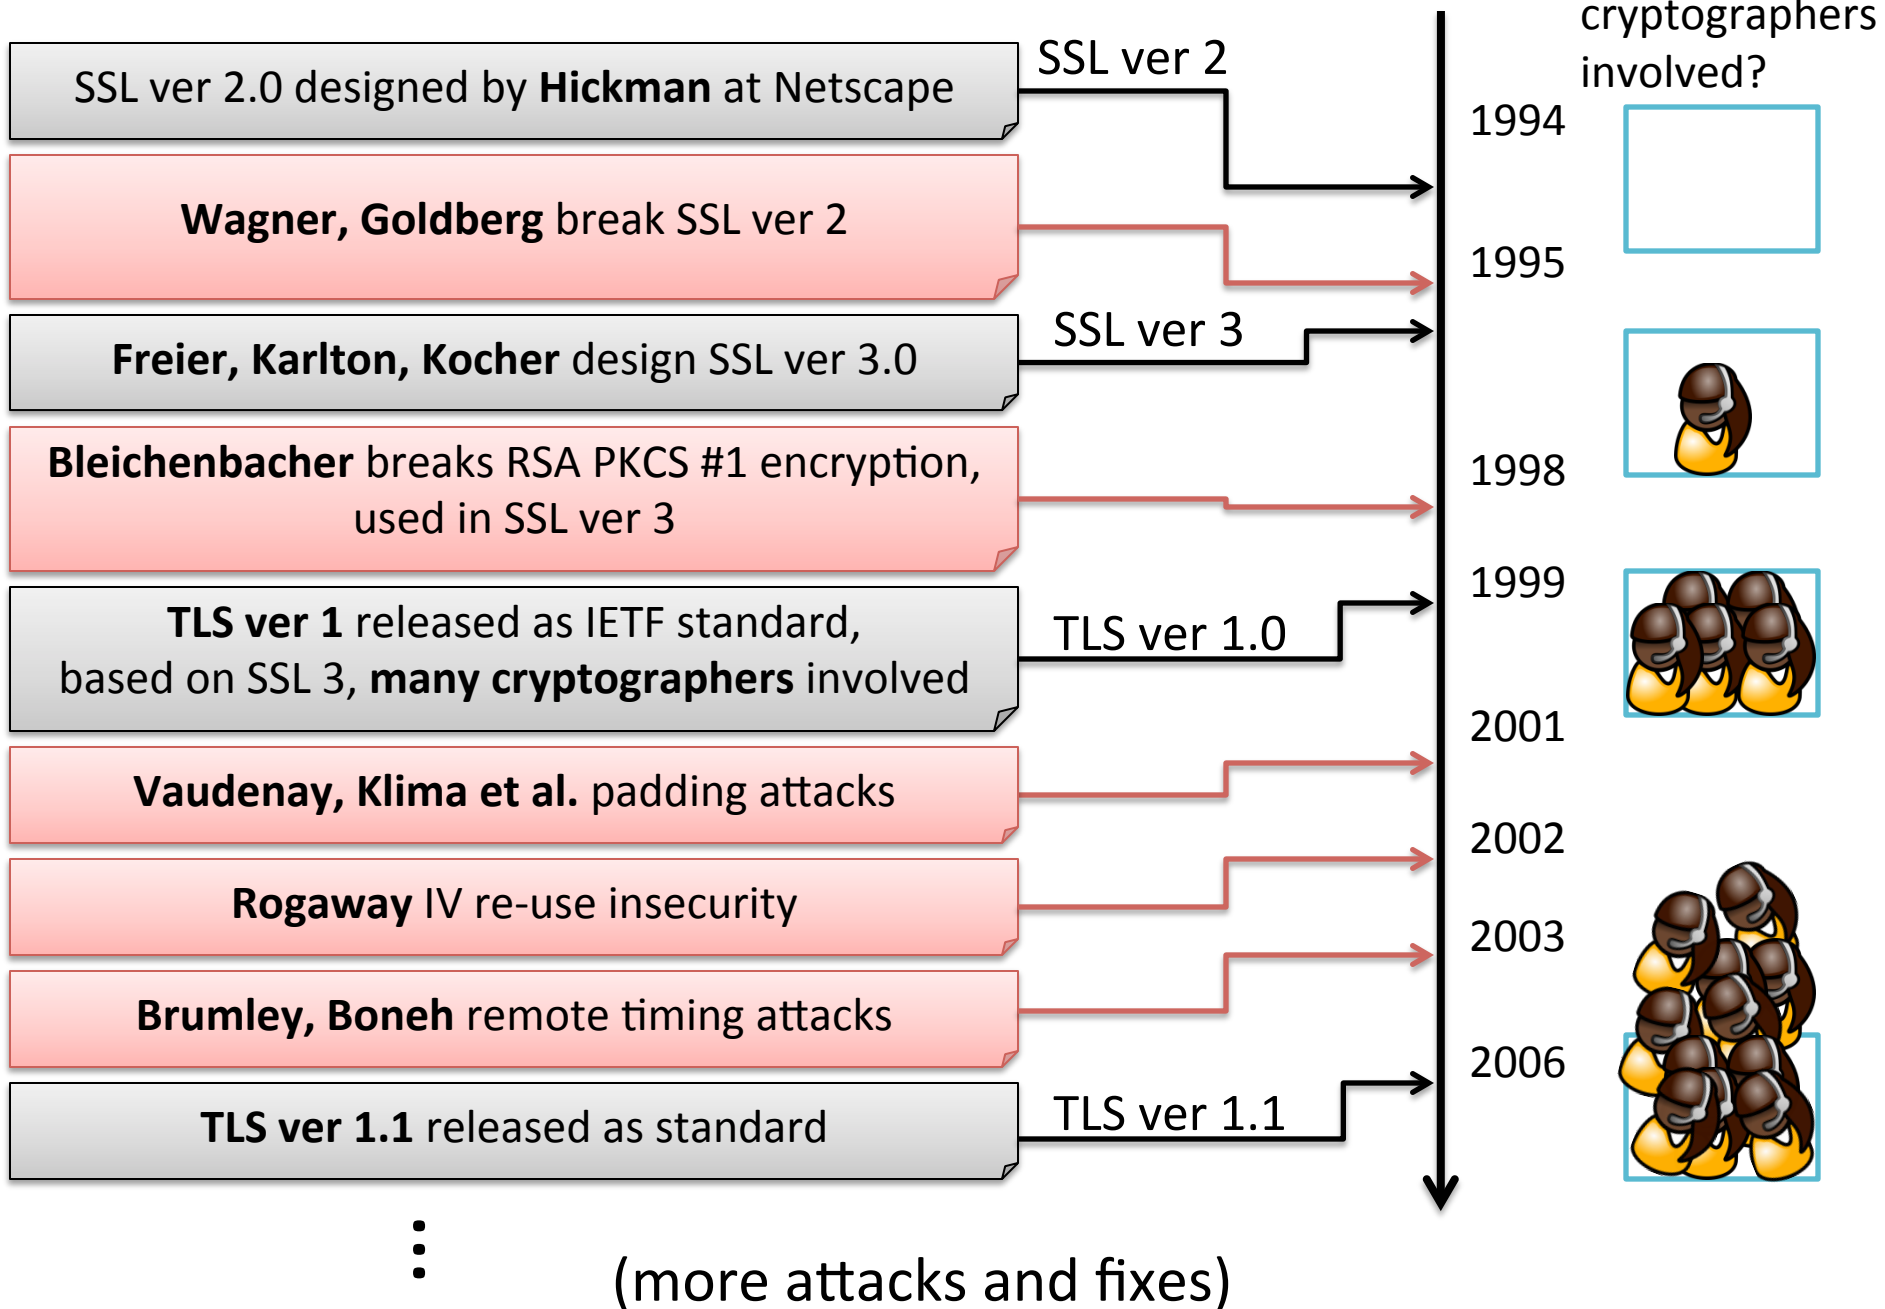 cryptographers
involved?
SSL ver 2.0 designed by Hickman at Netscape
SSL ver 2
1994
Wagner, Goldberg break SSL ver 2
1995
Freier, Karlton, Kocher design SSL ver 3.0
SSL ver 3
Bleichenbacher breaks RSA PKCS #1 encryption,
used in SSL ver 3
1998
TLS ver 1 released as IETF standard,
based on SSL 3, many cryptographers involved
TLS ver 1.0
1999
Vaudenay, Klima et al. padding attacks
2001
Rogaway IV re-use insecurity
2002
Brumley, Boneh remote timing attacks
2003
TLS ver 1.1 released as standard
TLS ver 1.1
2006
(more attacks and fixes)